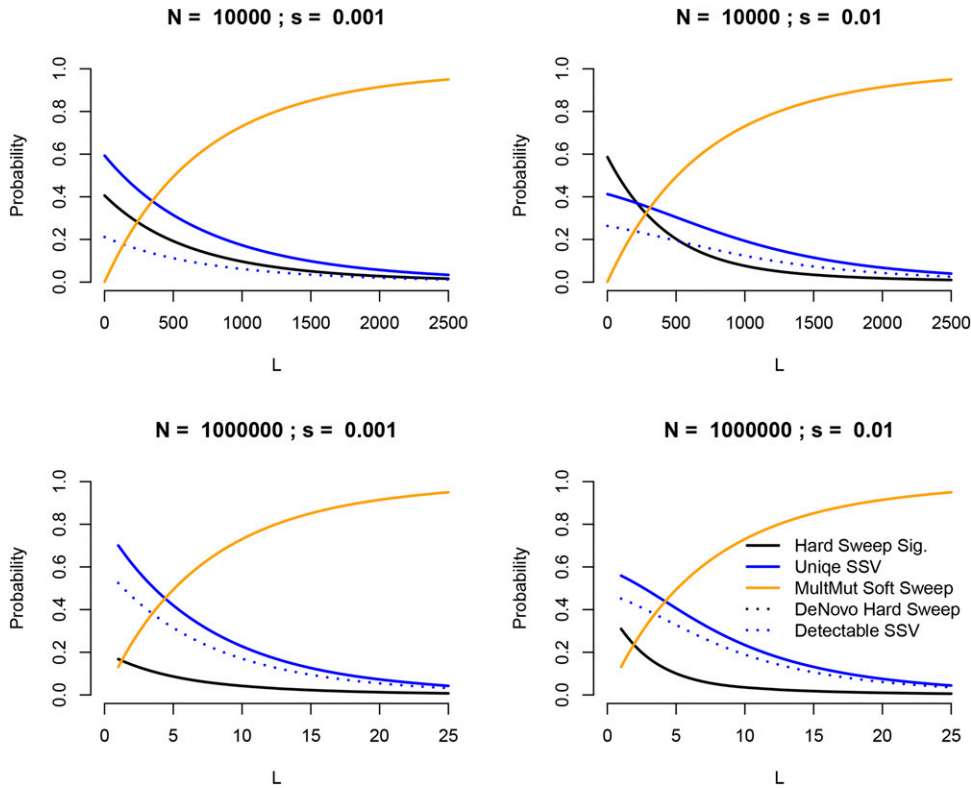 N = 10000 ; s = 0.001
Probability
1.0
0.8
0.6
0.4
0.2
0.0
0 500 1000 1500 2000 2500
L
N = 10000 ; s = 0.01
Probability
1.0
0.8
0.6
0.4
0.2
0.0
0 500 1000 1500 2000 2500
L
N = 1000000 ; s = 0.001
Probability
1.0
0.8
0.6
0.4
0.2
0.0
0 5 10 15 20 25
L
N = 1000000 ; s = 0.01
Probability
1.0
0.8
0.6
0.4
0.2
0.0
Hard Sweep Sig.
Uniqe SSV
MultMut Soft Sweep
DeNovo Hard Sweep
Detectable SSV
0 5 10 15 20 25
L